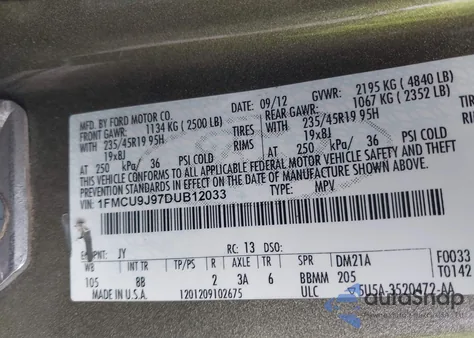 MFD. BY FORD MOTOR CO.
DATE: 09/12 GVWR: 2195 KG ( 4840 LB)
FRONT GAWR: 1134 KG ( 2500 LB) REAR GAWR: 1067 KG ( 2352 LB)
WITH 235/45R19 95H TIRES WITH 235/45R19 95H
19x8J RIMS 19x8J
AT 250 kPa/ 36 PSI COLD AT 250 kPa/ 36 PSI COLD
THIS VEHICLE CONFORMS TO ALL APPLICABLE FEDERAL MOTOR VEHICLE SAFETY AND THEFT
PREVENTION STANDARDS IN EFFECT ON THE DATE OF MANUFACTURE SHOWN ABOVE.
1FMCU9J97DUB12033 TYPE: MPV
F0033
T0142
EXT PNT: JY RC: 13 DSO:
WB INT TR TP/PS R AXLE TR SPR DM21A
105 8B 2 3A 6 BBMM 205
MADE IN U.S.A. 1201209102675 ULC 5U5A-3520472-AA
autoSnap